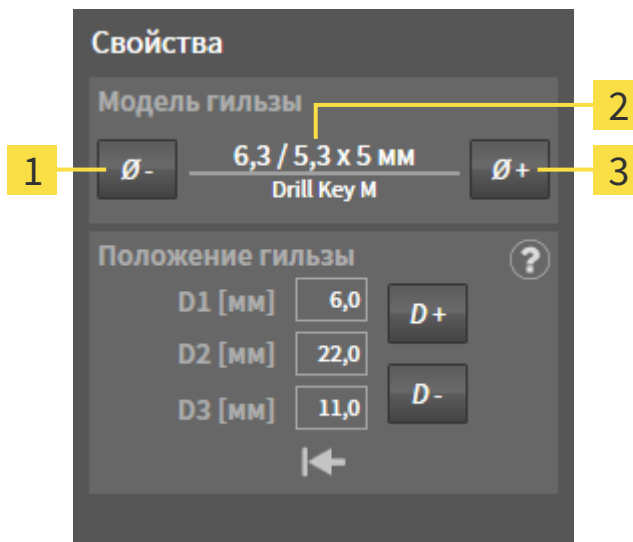 Свойства
Модель гильзы
2
1
Ø -
6,3 / 5,3 x 5 мм
Ø +
3
Drill Key M
Положение гильзы
?
D1 [мм]
6,0
D +
D2 [мм]
22,0
D3 [мм]
11,0
D -